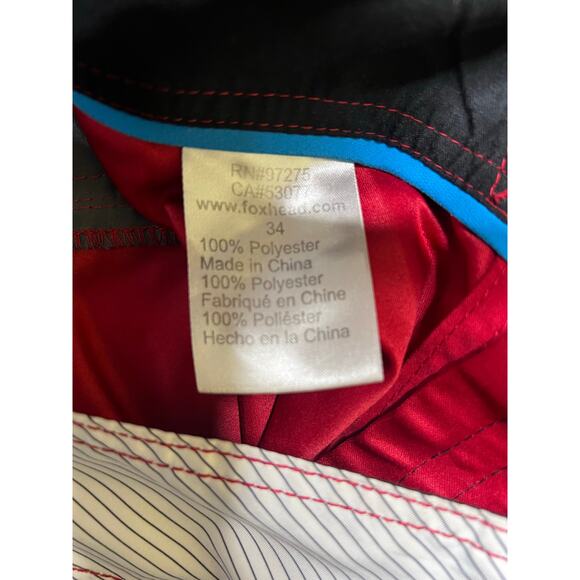 RN#97275
CA#53077
www.foxhead.com
34
100% Polyester
Made in China
100% Polyester
Fabriqué en Chine
100% Poliéster
Hecho en la China